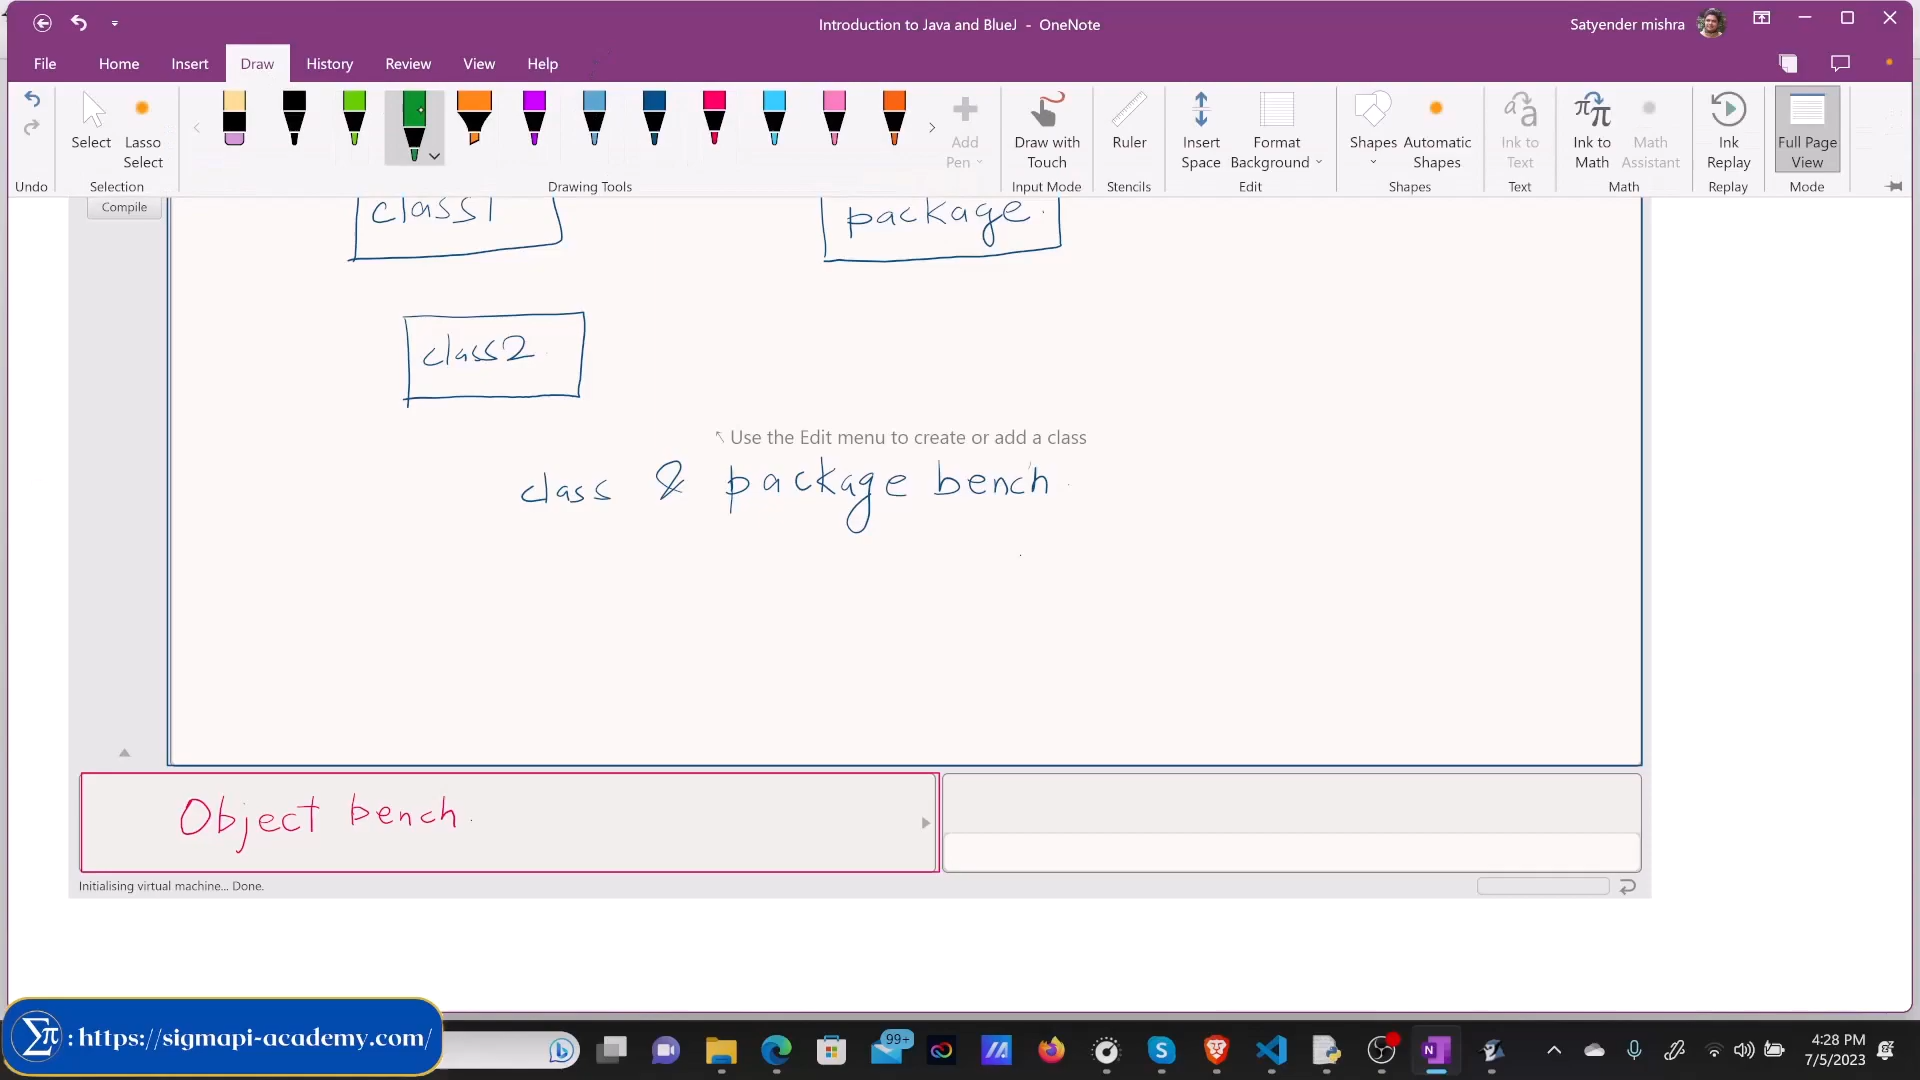 Introduction to Java and BlueJ - OneNote
Satyender mishra
File Home Insert Draw History Review View Help
Select Lasso Select
Add Pen
Draw with Touch
Ruler
Insert Space
Format Background
Shapes
Automatic Shapes
Ink to Text
Ink to Math
Math Assistant
Ink Replay
Full Page View
Undo Selection Drawing Tools Input Mode Stencils Edit Shapes Text Math Replay Mode
Compile
class1
package
class2
Use the Edit menu to create or add a class
class & package bench
Object bench
Initialising virtual machine... Done.
Σπ : https://sigmapi-academy.com/
99+
4:28 PM
7/5/2023